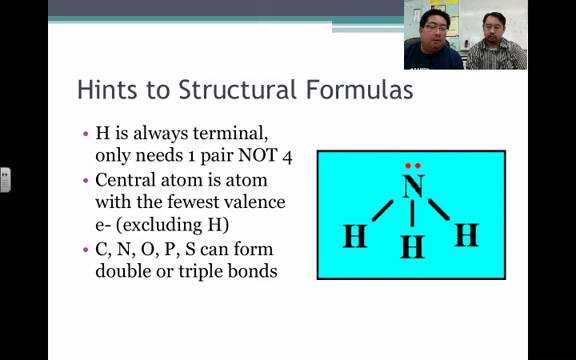 Hints to Structural Formulas
• H is always terminal,
only needs 1 pair NOT 4
• Central atom is atom
with the fewest valence
e- (excluding H)
• C, N, O, P, S can form
double or triple bonds
N
H H H